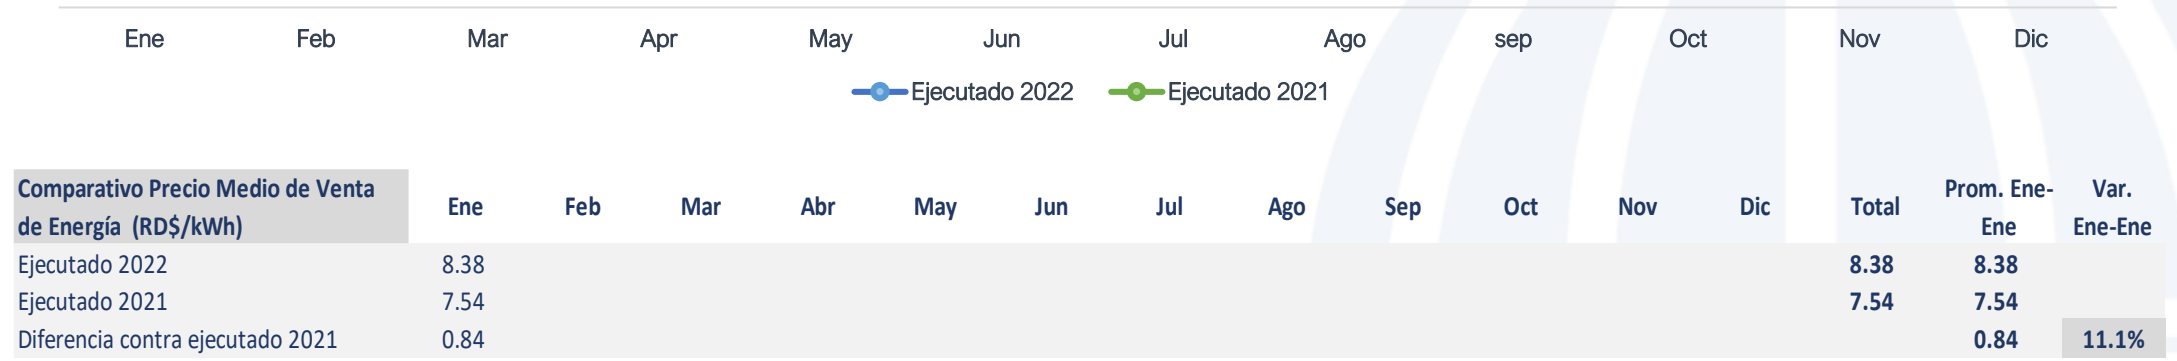 Ene Feb Mar Apr May Jun Jul Ago sep Oct Nov Dic
Ejecutado 2022 Ejecutado 2021
Comparativo Precio Medio de Venta de Energía (RD$/kWh) Ene Feb Mar Abr May Jun Jul Ago Sep Oct Nov Dic Total Prom. Ene-Ene Var. Ene-Ene
Ejecutado 2022 8.38 8.38 8.38
Ejecutado 2021 7.54 7.54 7.54
Diferencia contra ejecutado 2021 0.84 0.84 11.1%